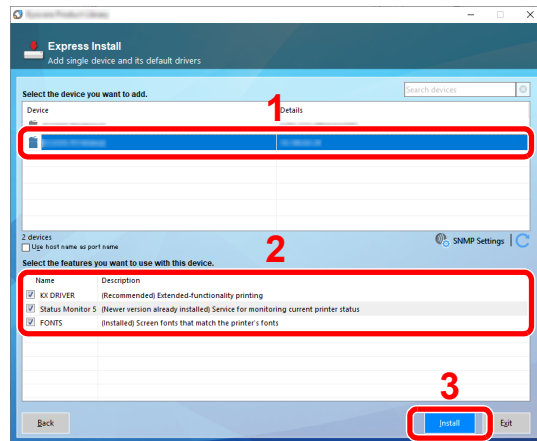 Express Install
Add single device and its default drivers
Select the device you want to add.
Search devices
1
Device Details
2 devices
SNMP Settings
Use host name as port name
2
Select the features you want to use with this device.
Name Description
KX DRIVER (Recommended) Extended-functionality printing
Status Monitor 5 (Newer version already installed) Service for monitoring current printer status
FONTS (Installed) Screen fonts that match the printer's fonts
3
Back Install Exit